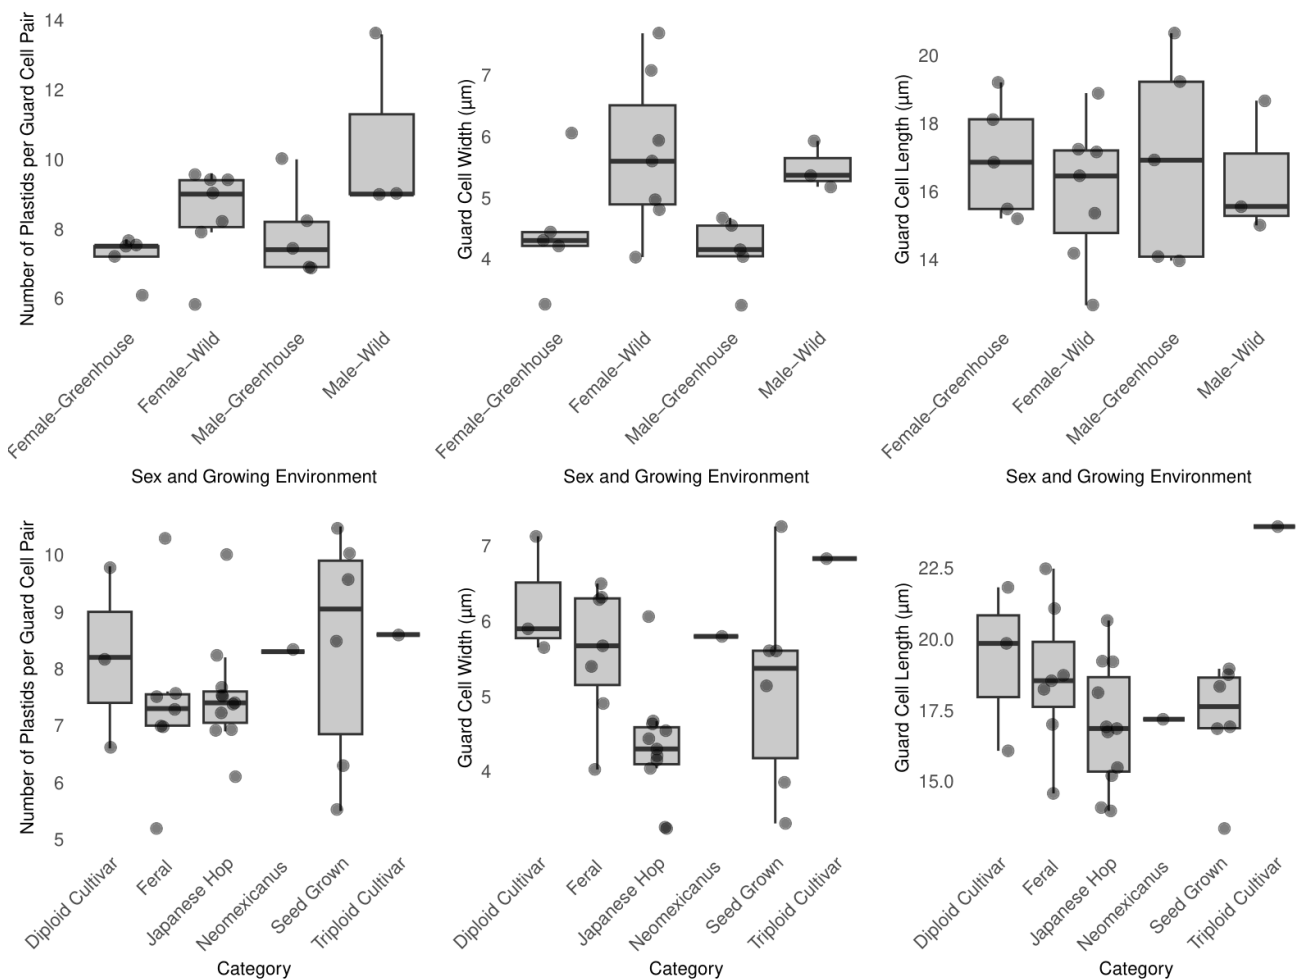 Number of Plastids per Guard Cell Pair
14
12
10
8
6
Female−Greenhouse
Female−Wild
Male−Greenhouse
Male−Wild
Sex and Growing Environment
Guard Cell Width (µm)
7
6
5
4
Female−Greenhouse
Female−Wild
Male−Greenhouse
Male−Wild
Sex and Growing Environment
Guard Cell Length (µm)
20
18
16
14
Female−Greenhouse
Female−Wild
Male−Greenhouse
Male−Wild
Sex and Growing Environment
Number of Plastids per Guard Cell Pair
10
9
8
7
6
5
Diploid Cultivar
Feral
Japanese Hop
Neomexicanus
Seed Grown
Triploid Cultivar
Category
Guard Cell Width (µm)
7
6
5
4
Diploid Cultivar
Feral
Japanese Hop
Neomexicanus
Seed Grown
Triploid Cultivar
Category
Guard Cell Length (µm)
22.5
20.0
17.5
15.0
Diploid Cultivar
Feral
Japanese Hop
Neomexicanus
Seed Grown
Triploid Cultivar
Category